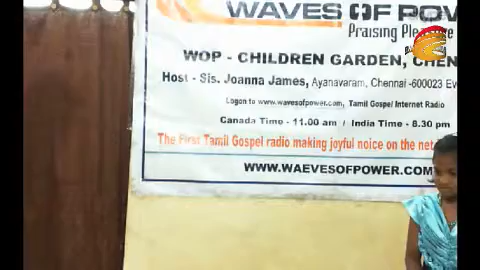 WAVES OF POW
Praising Pleasure
WOP - CHILDREN GARDEN, CHEN
Host - Sis. Joanna James, Ayanavaram, Chennai-600023
Logon to www.wavesofpower.com, Tamil Gospel Internet Radio
Canada Time - 11.00 am / India Time - 8.30 pm
The First Tamil Gospel radio making joyful noice on the net
WWW.WAEVESOFPOWER.COM